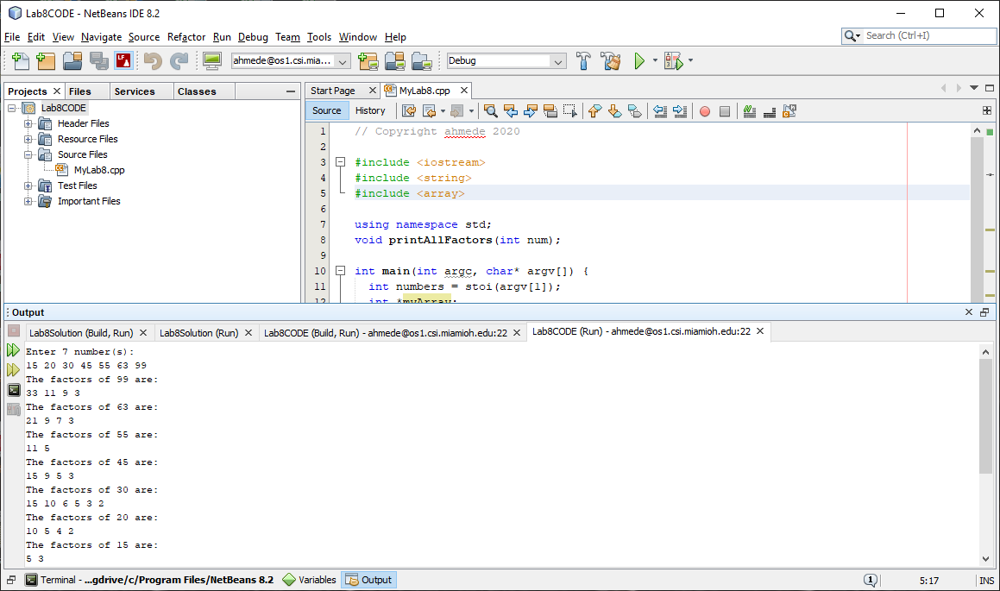 Lab8CODE - NetBeans IDE 8.2
File Edit View Navigate Source Refactor Run Debug Team Tools Window Help
Search (Ctrl+I)
ahmede@os1.csi.mia... Debug
Projects Files Services Classes
Lab8CODE
Header Files
Resource Files
Source Files
MyLab8.cpp
Test Files
Important Files
Start Page MyLab8.cpp
Source History
1 // Copyright ahmede 2020
2
3 #include <iostream>
4 #include <string>
5 #include <array>
6
7 using namespace std;
8 void printAllFactors(int num);
9
10 int main(int argc, char* argv[]) {
11 int numbers = stoi(argv[1]);
12 int *myArray;
Output
Lab8Solution (Build, Run) Lab8Solution (Run) Lab8CODE (Build, Run) - ahmede@os1.csi.miamioh.edu:22 Lab8CODE (Run) - ahmede@os1.csi.miamioh.edu:22
Enter 7 number(s):
15 20 30 45 55 63 99
The factors of 99 are:
33 11 9 3
The factors of 63 are:
21 9 7 3
The factors of 55 are:
11 5
The factors of 45 are:
15 9 5 3
The factors of 30 are:
15 10 6 5 3 2
The factors of 20 are:
10 5 4 2
The factors of 15 are:
5 3
Terminal - ...gdrive/c/Program Files/NetBeans 8.2 Variables Output 1 5:17 INS